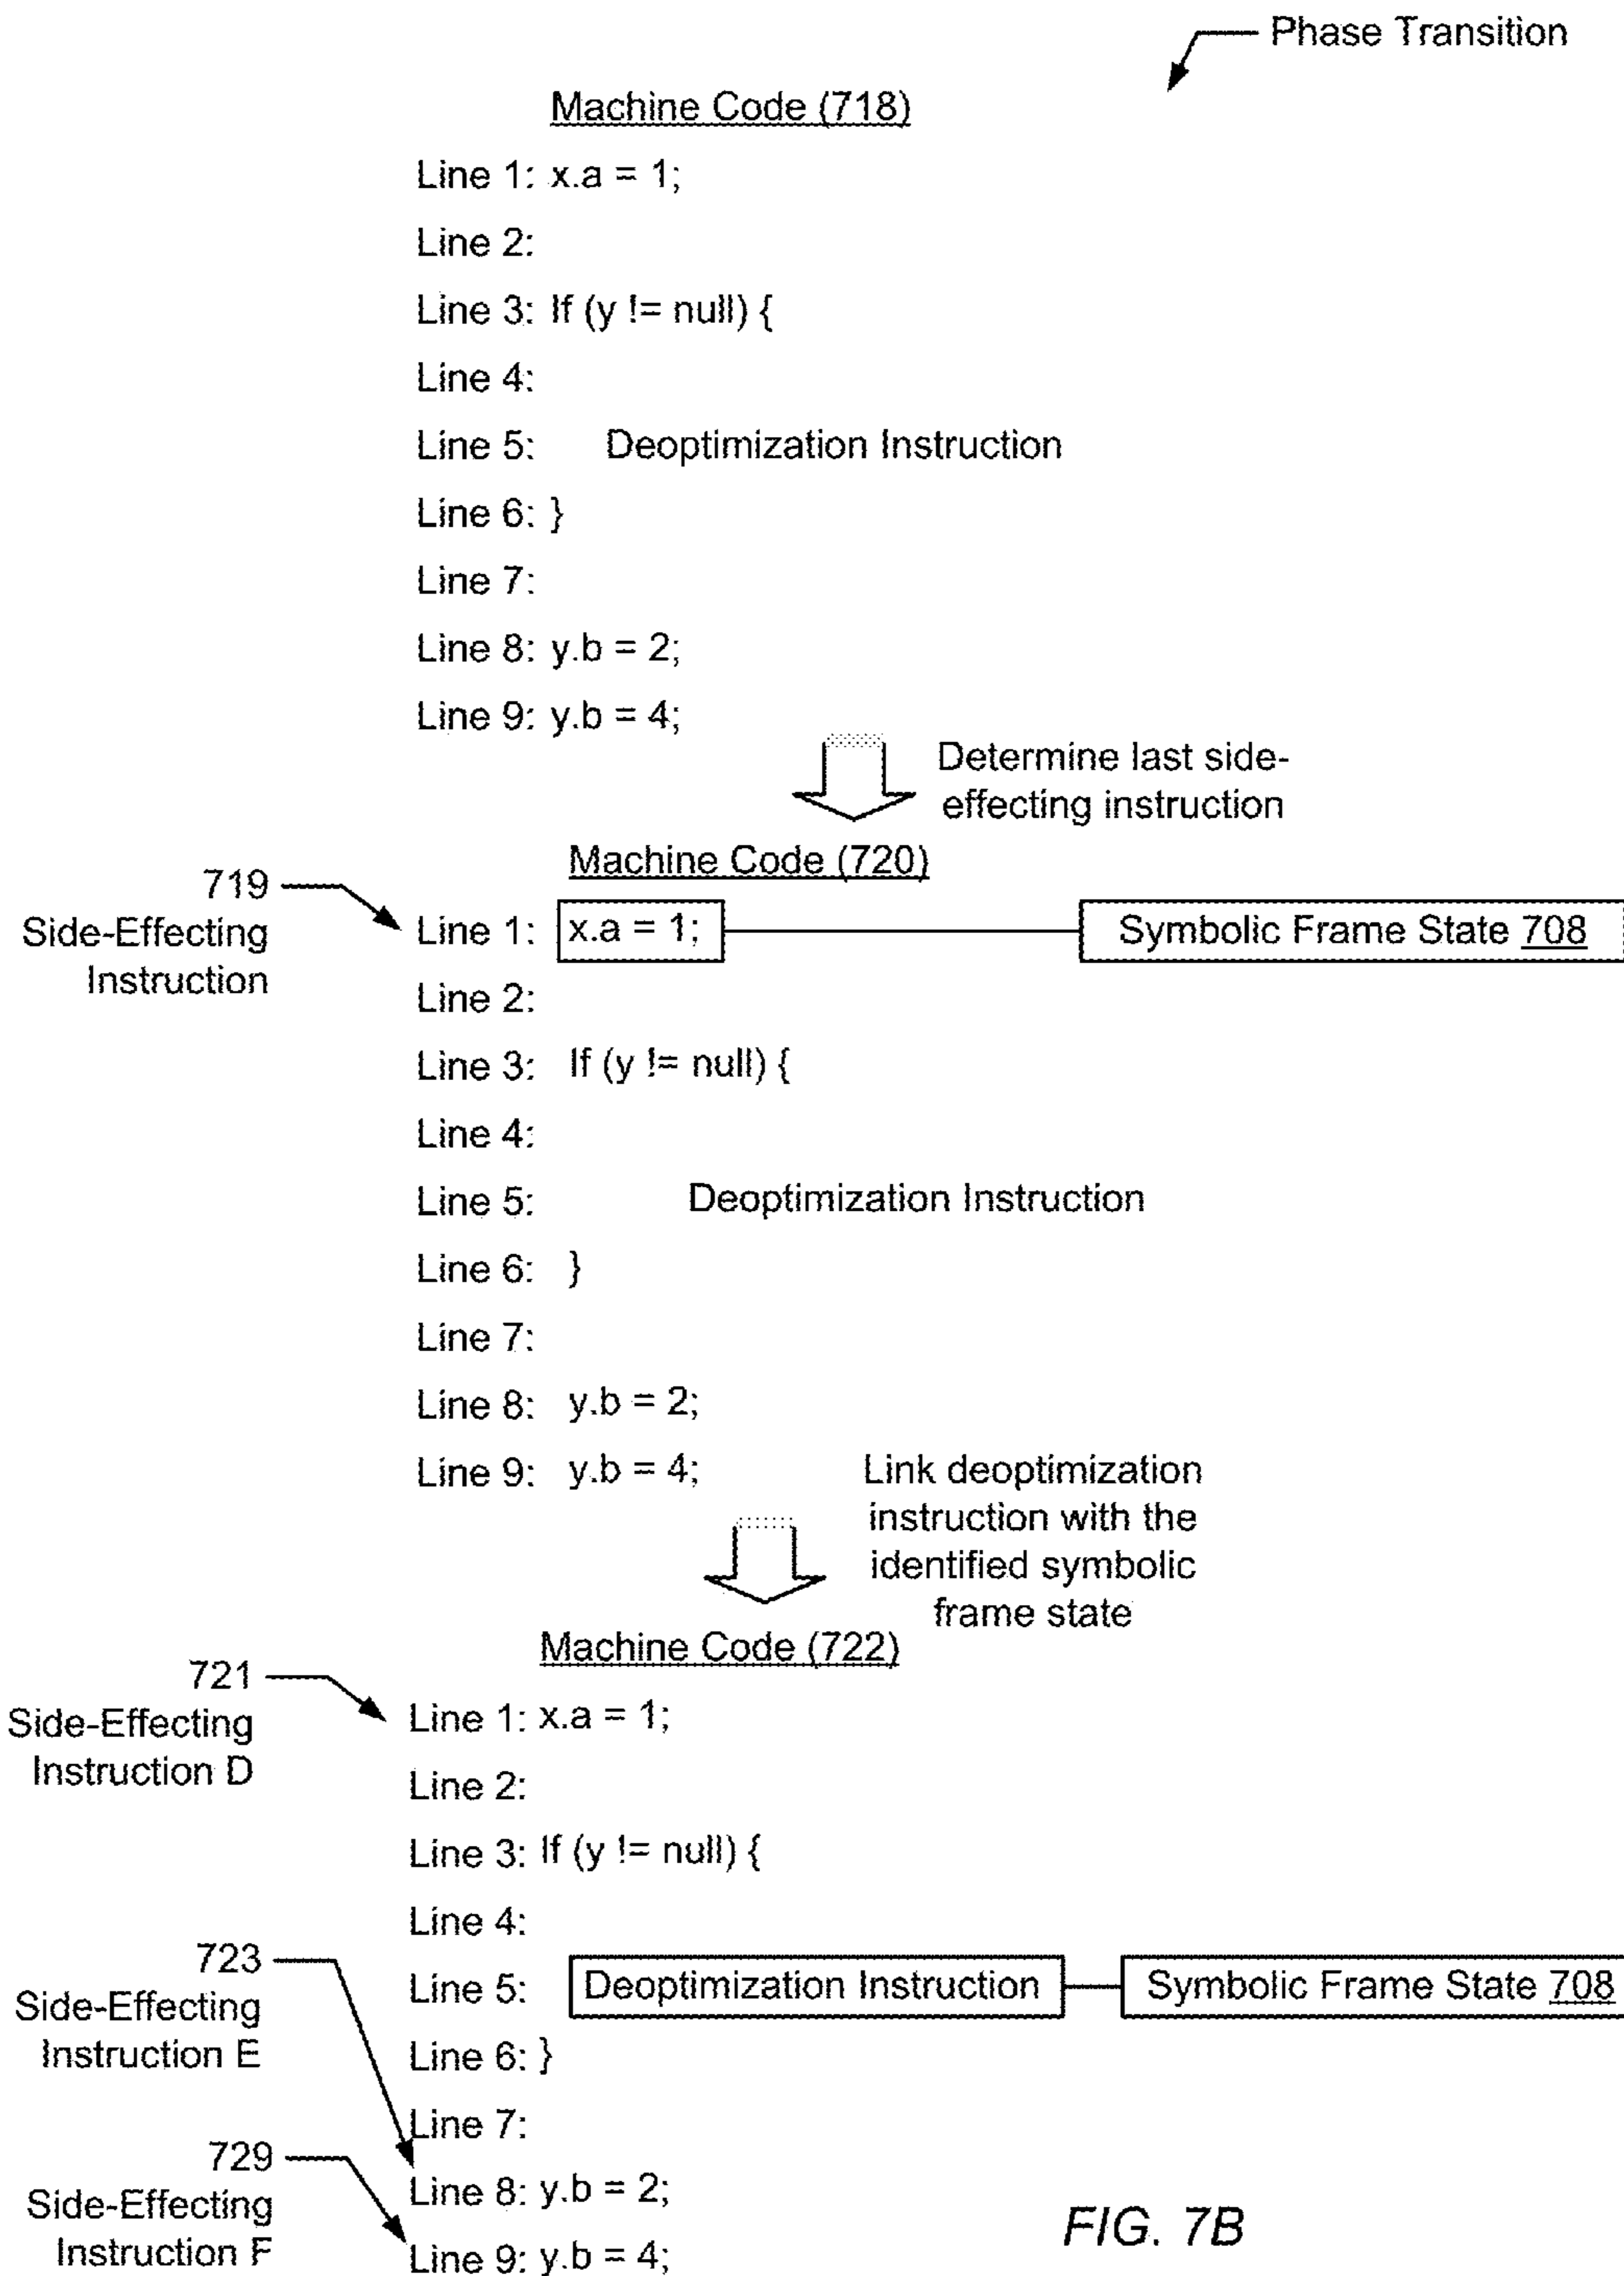 Phase Transition
Machine Code (718)
Line 1: x.a = 1;
Line 2:
Line 3: If (y != null) {
Line 4:
Line 5: Deoptimization Instruction
Line 6: }
Line 7:
Line 8: y.b = 2;
Line 9: y.b = 4;
Determine last side-
effecting instruction
Machine Code (720)
719
Side-Effecting
Instruction
Line 1: x.a = 1; Symbolic Frame State 708
Line 2:
Line 3: If (y != null) {
Line 4:
Line 5: Deoptimization Instruction
Line 6: }
Line 7:
Line 8: y.b = 2;
Line 9: y.b = 4;
Link deoptimization
instruction with the
identified symbolic
frame state
Machine Code (722)
721
Side-Effecting
Instruction D
Line 1: x.a = 1;
Line 2:
Line 3: If (y != null) {
Line 4:
723
Side-Effecting
Instruction E
Line 5: Deoptimization Instruction Symbolic Frame State 708
Line 6: }
Line 7:
729
Side-Effecting
Instruction F
Line 8: y.b = 2;
Line 9: y.b = 4;
FIG. 7B